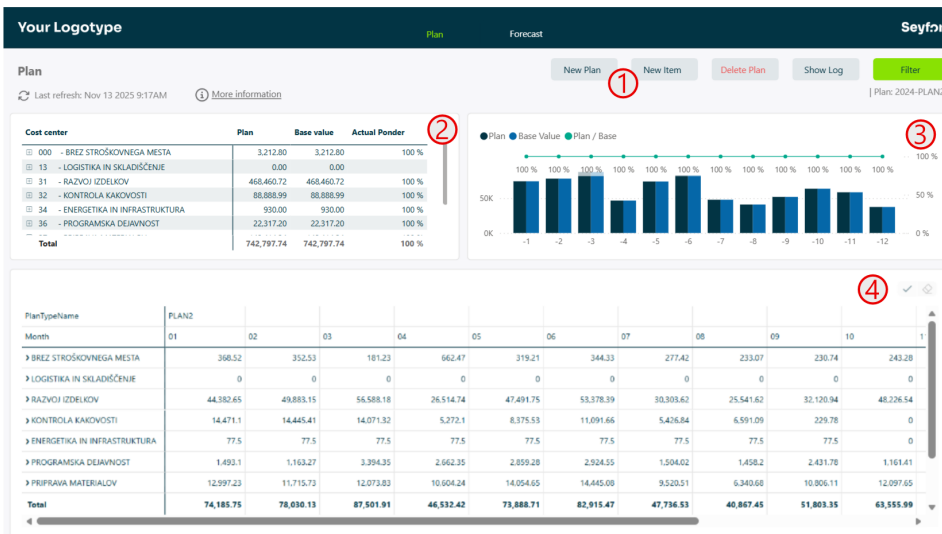 Your Logotype Plan Forecast Seyfor
Plan New Plan New Item Delete Plan Show Log Filter
1
Last refresh: Nov 13 2025 9:17AM More information | Plan: 2024-PLAN2
Cost center Plan Base value Actual Ponder
2
000 - BREZ STROŠKOVNEGA MESTA 3,212.80 3,212.80 100 %
13 - LOGISTIKA IN SKLADIŠČENJE 0.00 0.00
31 - RAZVOJ IZDELKOV 468,460.72 468,460.72 100 %
32 - KONTROLA KAKOVOSTI 88,888.99 88,888.99 100 %
34 - ENERGETIKA IN INFRASTRUKTURA 930.00 930.00 100 %
36 - PROGRAMSKA DEJAVNOST 22,317.20 22,317.20 100 %
Total 742,797.74 742,797.74 100 %
Plan Base Value Plan / Base
3
100 %
100 % 100 % 100 % 100 % 100 % 100 % 100 % 100 % 100 % 100 % 100 % 100 %
50K 50 %
0K 0 %
-1 -2 -3 -4 -5 -6 -7 -8 -9 -10 -11 -12
4
PlanTypeName PLAN2
Month 01 02 03 04 05 06 07 08 09 10
BREZ STROŠKOVNEGA MESTA 368.52 352.53 181.23 662.47 319.21 344.33 277.42 233.07 230.74 243.28
LOGISTIKA IN SKLADIŠČENJE 0 0 0 0 0 0 0 0 0 0
RAZVOJ IZDELKOV 44,382.65 49,883.15 56,588.18 26,514.74 47,491.75 53,378.39 30,303.62 25,541.62 32,120.94 48,226.54
KONTROLA KAKOVOSTI 14,471.1 14,445.41 14,071.32 5,272.1 8,375.53 11,091.66 5,426.84 6,591.09 229.78 0
ENERGETIKA IN INFRASTRUKTURA 77.5 77.5 77.5 77.5 77.5 77.5 77.5 77.5 77.5 0
PROGRAMSKA DEJAVNOST 1,493.1 1,163.27 3,394.35 2,662.35 2,859.28 2,924.55 1,504.02 1,458.2 2,431.78 1,161.41
PRIPRAVA MATERIALOV 12,997.23 11,715.73 12,073.83 10,604.24 14,054.65 14,445.08 9,520.51 6,340.68 10,806.11 12,097.65
Total 74,185.75 78,030.13 87,501.91 46,532.42 73,888.71 82,915.47 47,736.53 40,867.45 51,803.35 63,555.99